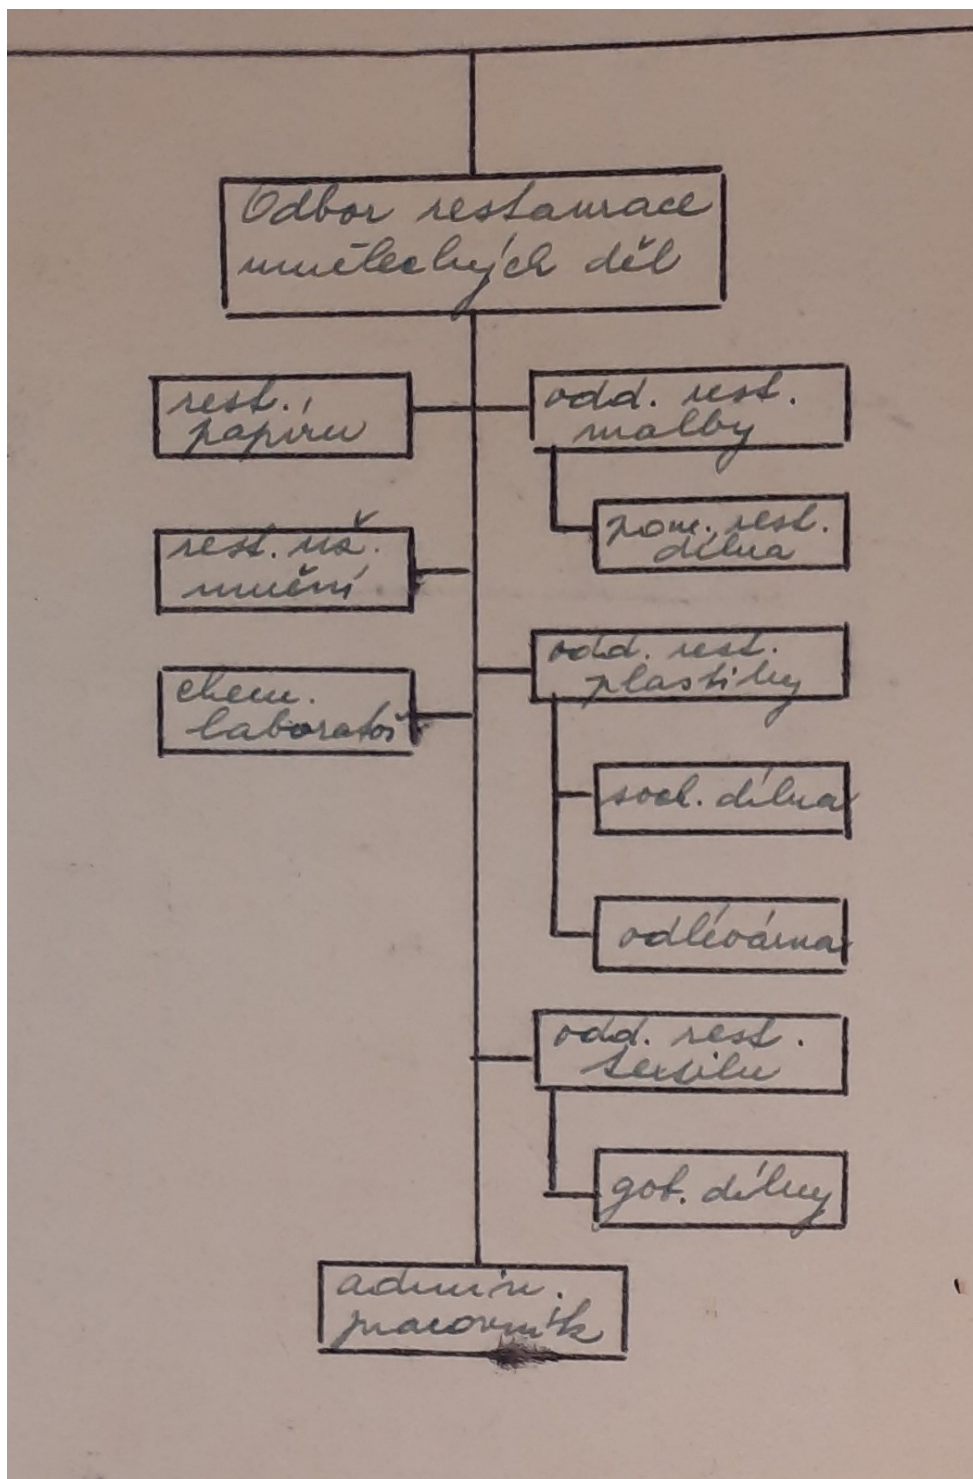 Odbor restaurace
uměleckých děl
rest.
papíru
odd. rest.
malby
pom. rest.
dílna
rest. už.
umění
odd. rest.
plastiky
chem.
laboratoř
soch. dílna
odlévárna
odd. rest.
textilu
gob. dílny
admin.
pracovník